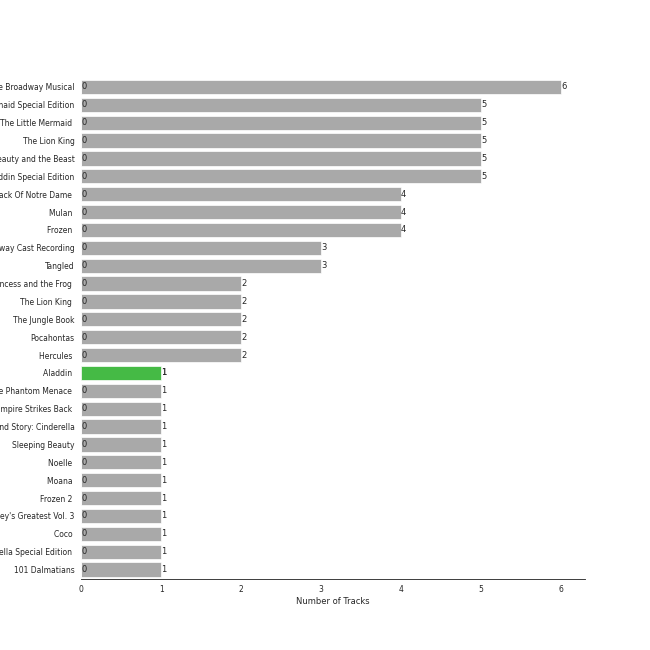 e Broadway Musical 0 6
naid Special Edition 0 5
The Little Mermaid 0 5
The Lion King 0 5
eauty and the Beast 0 5
ddin Special Edition 0 5
ack Of Notre Dame 0 4
Mulan 0 4
Frozen 0 4
way Cast Recording 0 3
Tangled 0 3
ncess and the Frog 0 2
The Lion King 0 2
The Jungle Book 0 2
Pocahontas 0 2
Hercules 0 2
Aladdin 1
e Phantom Menace 0 1
mpire Strikes Back 0 1
nd Story: Cinderella 0 1
Sleeping Beauty 0 1
Noelle 0 1
Moana 0 1
Frozen 2 0 1
ey's Greatest Vol. 3 0 1
Coco 0 1
ella Special Edition 0 1
101 Dalmatians 0 1
0 1 2 3 4 5 6
Number of Tracks